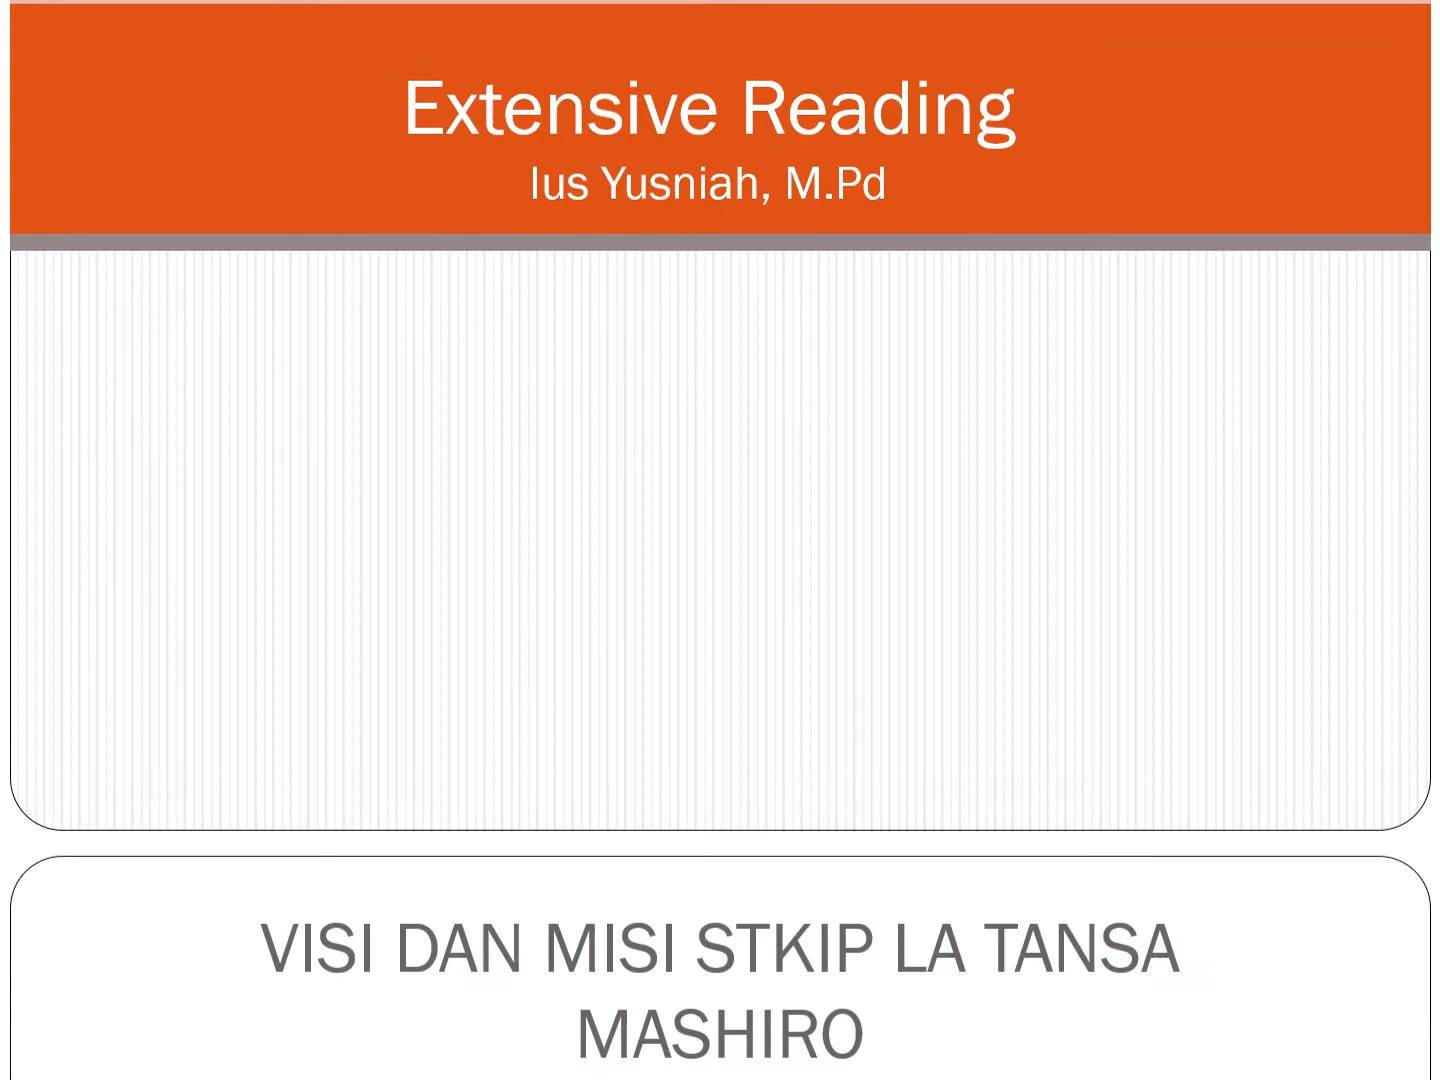 Extensive Reading
Ius Yusniah, M.Pd
VISI DAN MISI STKIP LA TANSA
MASHIRO